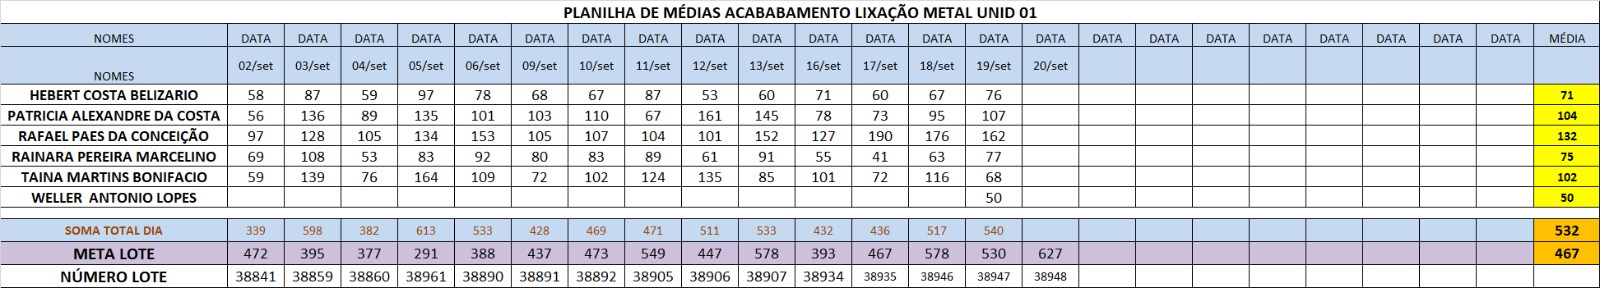 PLANILHA DE MÉDIAS ACABABAMENTO LIXAÇÃO METAL UNID 01
NOMES DATA DATA DATA DATA DATA DATA DATA DATA DATA DATA DATA DATA DATA DATA DATA DATA DATA DATA DATA DATA DATA DATA DATA MÉDIA
NOMES 02/set 03/set 04/set 05/set 06/set 09/set 10/set 11/set 12/set 13/set 16/set 17/set 18/set 19/set 20/set
HEBERT COSTA BELIZARIO 58 87 59 97 78 68 67 87 53 60 71 60 67 76 71
PATRICIA ALEXANDRE DA COSTA 56 136 89 135 101 103 110 67 161 145 78 73 95 107 104
RAFAEL PAES DA CONCEIÇÃO 97 128 105 134 153 105 107 104 101 152 127 190 176 162 132
RAINARA PEREIRA MARCELINO 69 108 53 83 92 80 83 89 61 91 55 41 63 77 75
TAINA MARTINS BONIFACIO 59 139 76 164 109 72 102 124 135 85 101 72 116 68 102
WELLER ANTONIO LOPES 50 50
SOMA TOTAL DIA 339 598 382 613 533 428 469 471 511 533 432 436 517 540 532
META LOTE 472 395 377 291 388 437 473 549 447 578 393 467 578 530 627 467
NÚMERO LOTE 38841 38859 38860 38961 38890 38891 38892 38905 38906 38907 38934 38935 38946 38947 38948